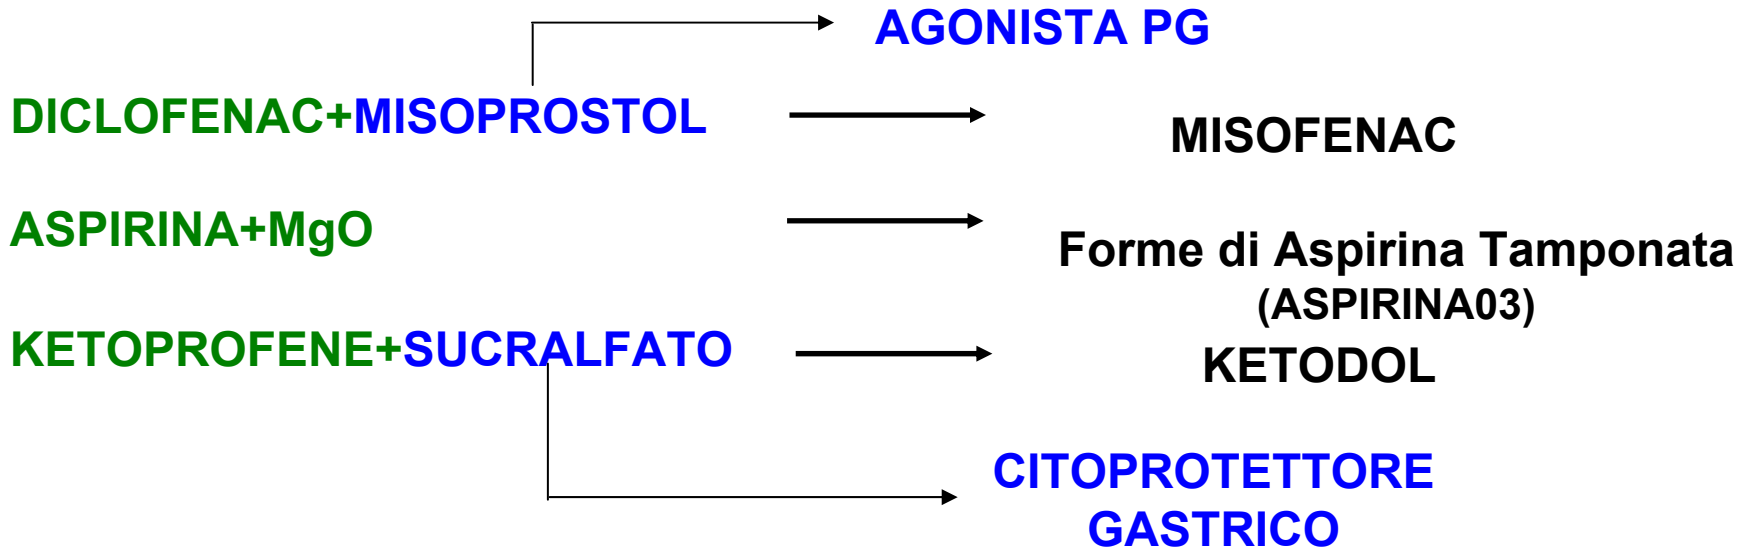 AGONISTA PG
DICLOFENAC+MISOPROSTOL
MISOFENAC
ASPIRINA+MgO
Forme di Aspirina Tamponata
(ASPIRINA03)
KETOPROFENE+SUCRALFATO
KETODOL
CITOPROTETTORE
GASTRICO